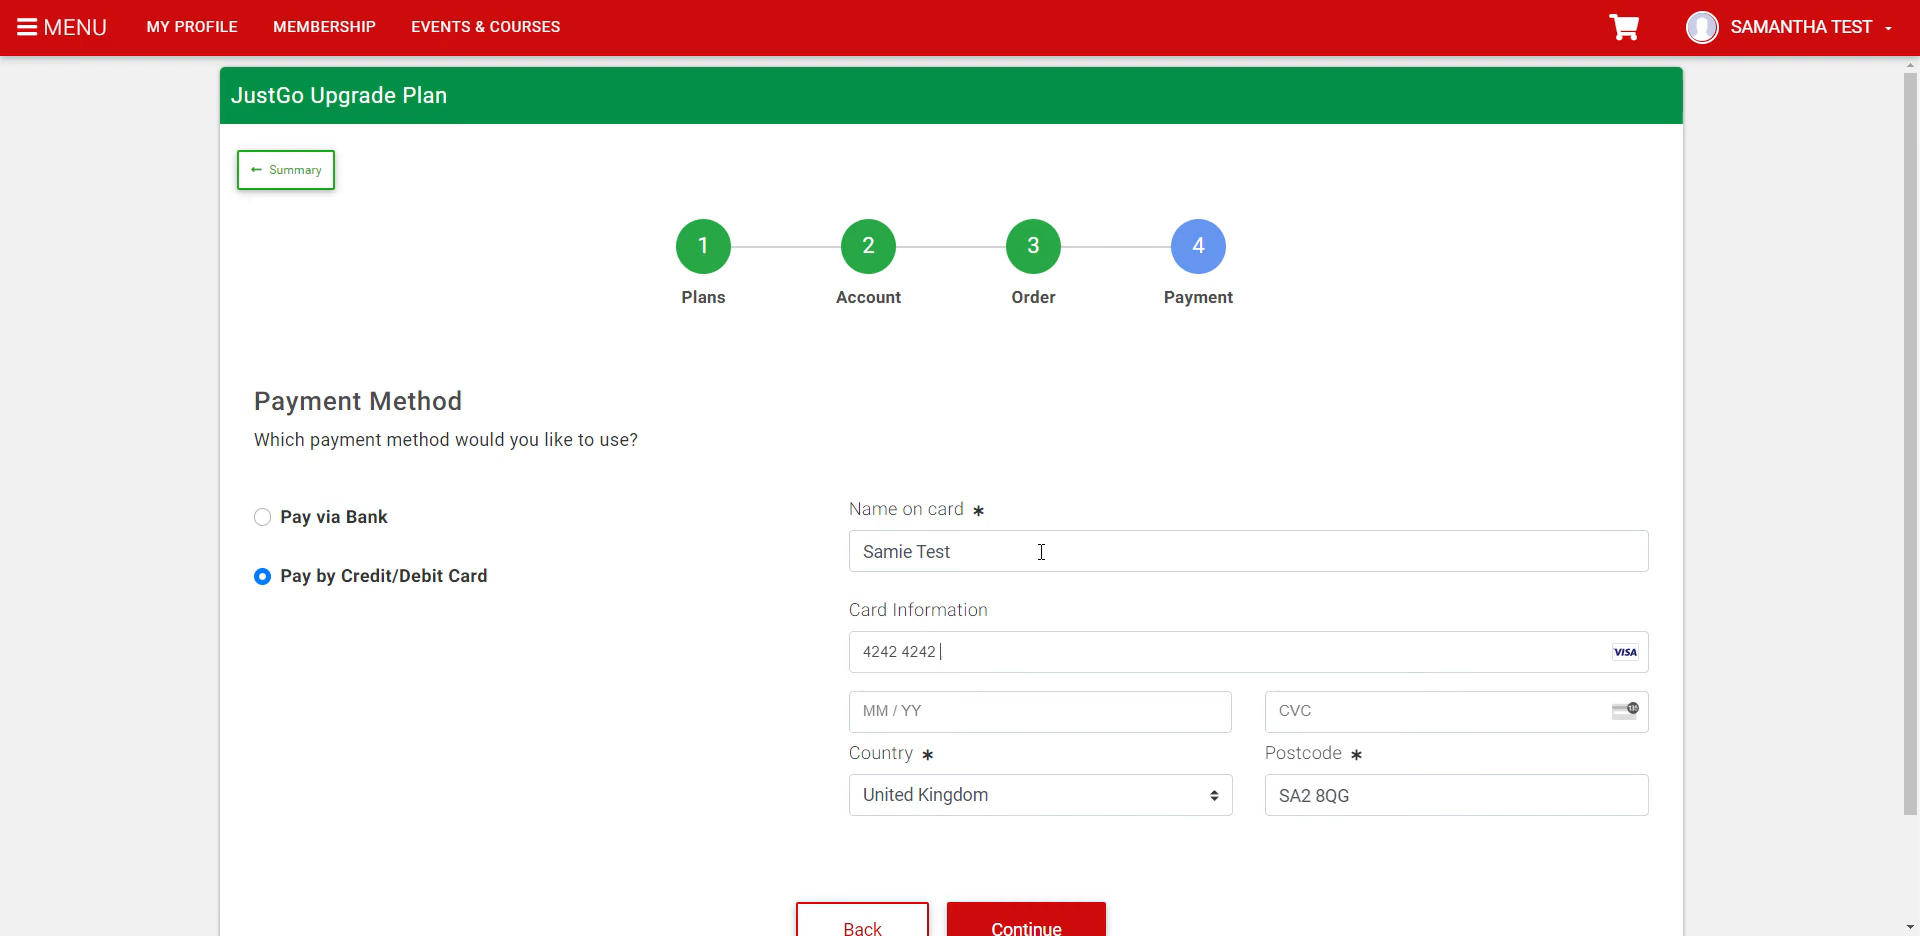 MENU MY PROFILE MEMBERSHIP EVENTS & COURSES SAMANTHA TEST
JustGo Upgrade Plan
← Summary
1 2 3 4
Plans Account Order Payment
Payment Method
Which payment method would you like to use?
Pay via Bank
Pay by Credit/Debit Card
Name on card *
Samie Test
Card Information
4242 4242 VISA
MM / YY CVC 135
Country * Postcode *
United Kingdom SA2 8QG
Back Continue